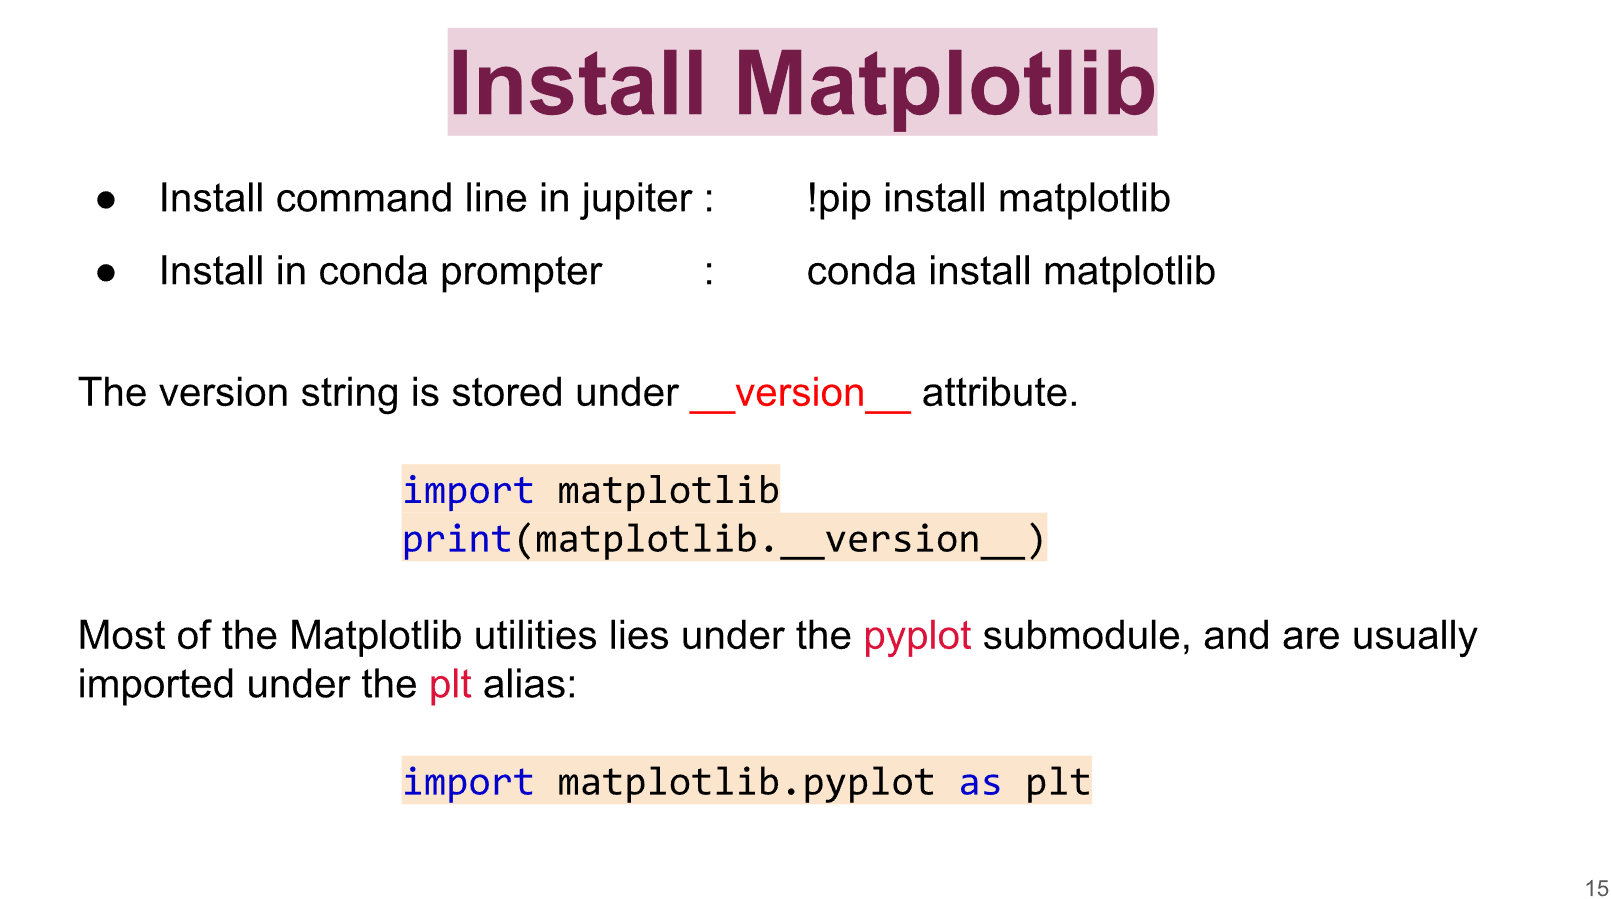 Install Matplotlib
● Install command line in jupiter : !pip install matplotlib
● Install in conda prompter : conda install matplotlib
The version string is stored under __version__ attribute.
import matplotlib
print(matplotlib.__version__)
Most of the Matplotlib utilities lies under the pyplot submodule, and are usually
imported under the plt alias:
import matplotlib.pyplot as plt
15